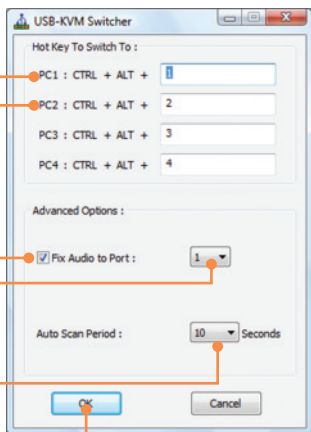 USB-KVM Switcher
Hot Key To Switch To :
PC1 : CTRL + ALT + 1
PC2 : CTRL + ALT + 2
PC3 : CTRL + ALT + 3
PC4 : CTRL + ALT + 4
Advanced Options :
Fix Audio to Port : 1
Auto Scan Period : 10 Seconds
OK Cancel